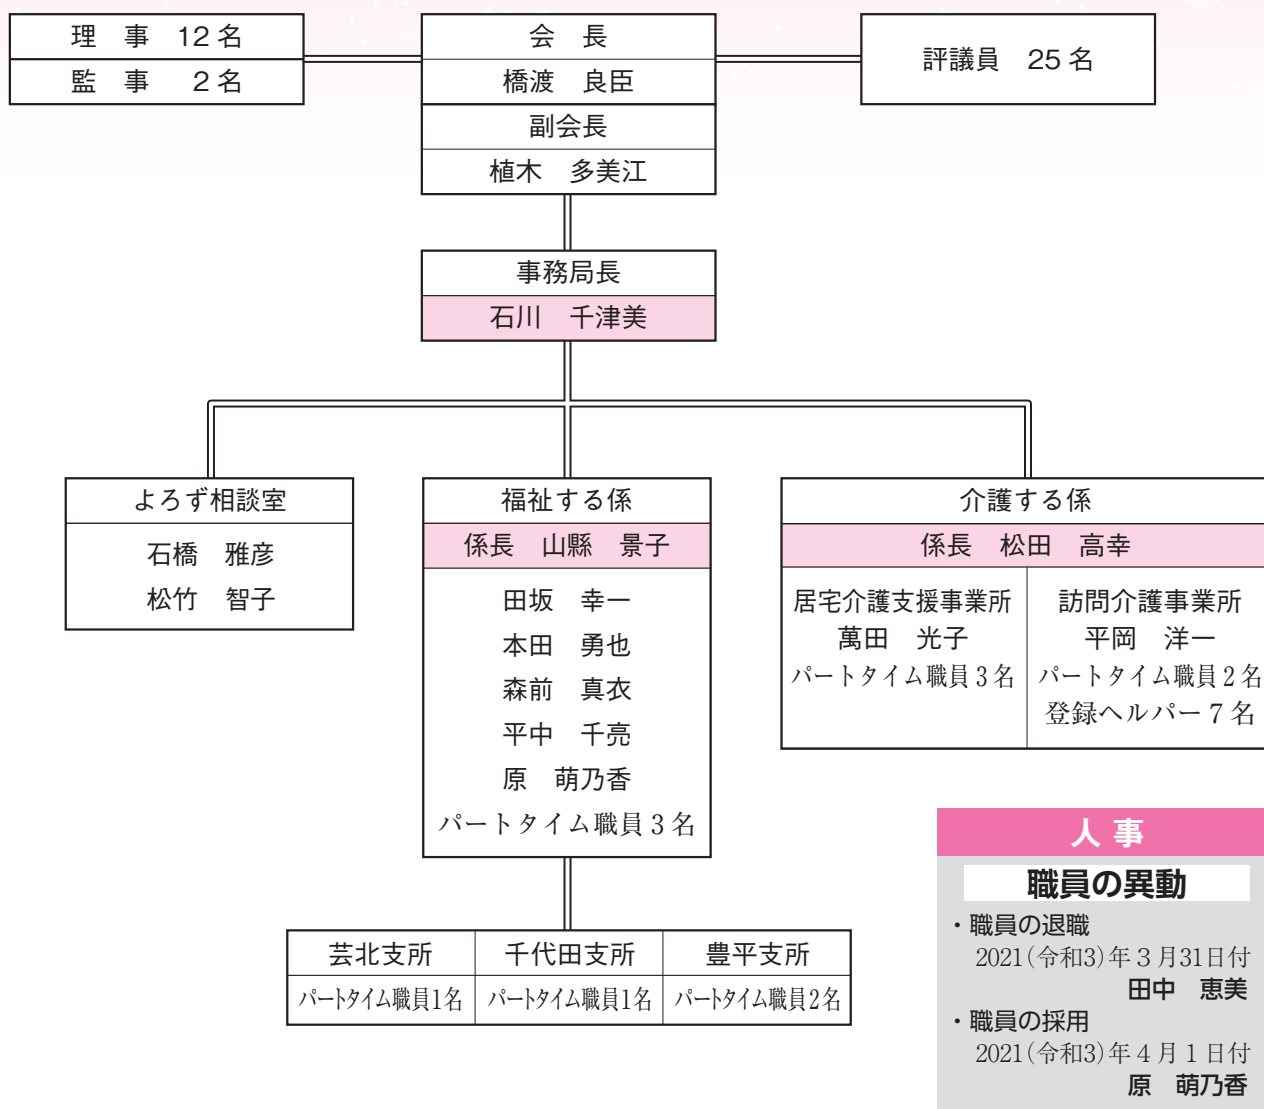 理　事　12 名
監　事　2 名
会　長
橋渡　良臣
副会長
植木　多美江
評議員　25 名
事務局長
石川　千津美
よろず相談室
石橋　雅彦
松竹　智子
福祉する係
係長　山縣　景子
田坂　幸一
本田　勇也
森前　真衣
平中　千亮
原　萌乃香
パートタイム職員 3 名
介護する係
係長　松田　高幸
居宅介護支援事業所
萬田　光子
パートタイム職員 3 名
訪問介護事業所
平岡　洋一
パートタイム職員 2 名
登録ヘルパー 7 名
芸北支所
パートタイム職員1名
千代田支所
パートタイム職員1名
豊平支所
パートタイム職員2名
人 事
職員の異動
・職員の退職
2021(令和3)年 3 月31日付
田中　恵美
・職員の採用
2021(令和3)年 4 月 1 日付
原　萌乃香